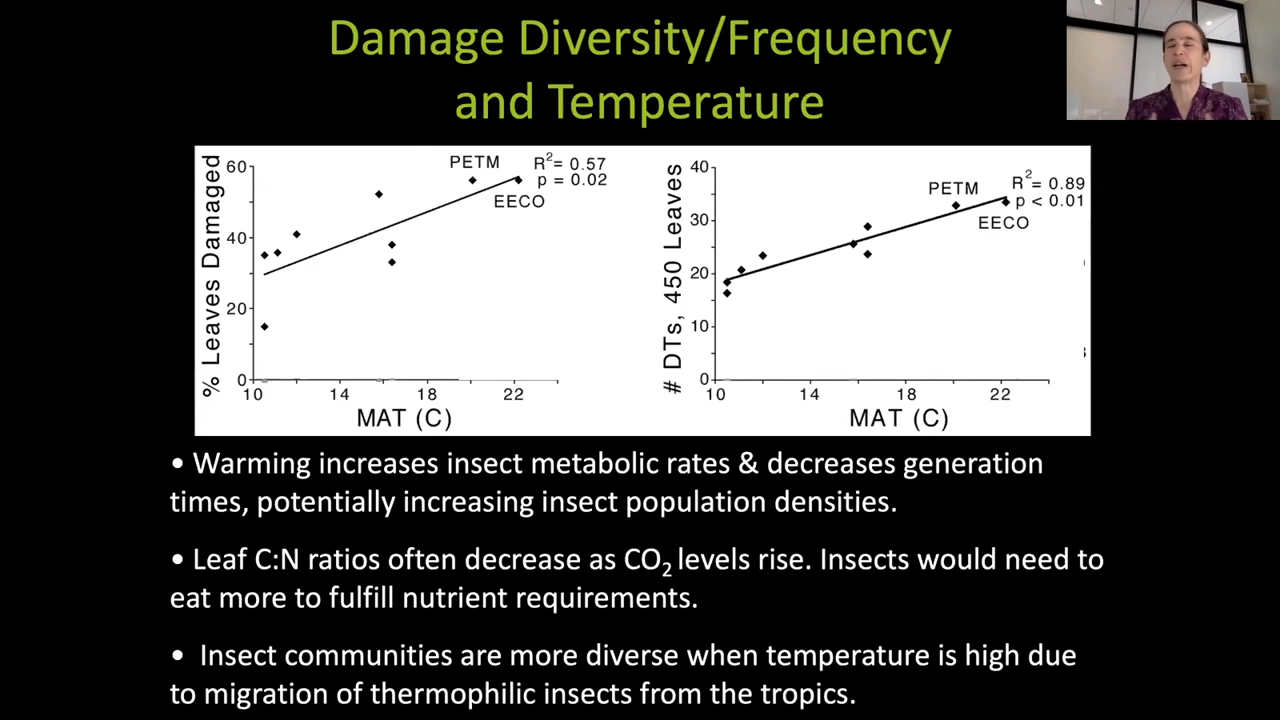 Damage Diversity/Frequency
and Temperature
% Leaves Damaged
60
40
20
0
10 14 18 22
MAT (C)
PETM
EECO
R²= 0.57
p = 0.02
# DTs, 450 Leaves
40
30
20
10
0
10 14 18 22
MAT (C)
PETM
EECO
R²= 0.89
p < 0.01
• Warming increases insect metabolic rates & decreases generation
times, potentially increasing insect population densities.
• Leaf C:N ratios often decrease as CO₂ levels rise. Insects would need to
eat more to fulfill nutrient requirements.
• Insect communities are more diverse when temperature is high due
to migration of thermophilic insects from the tropics.